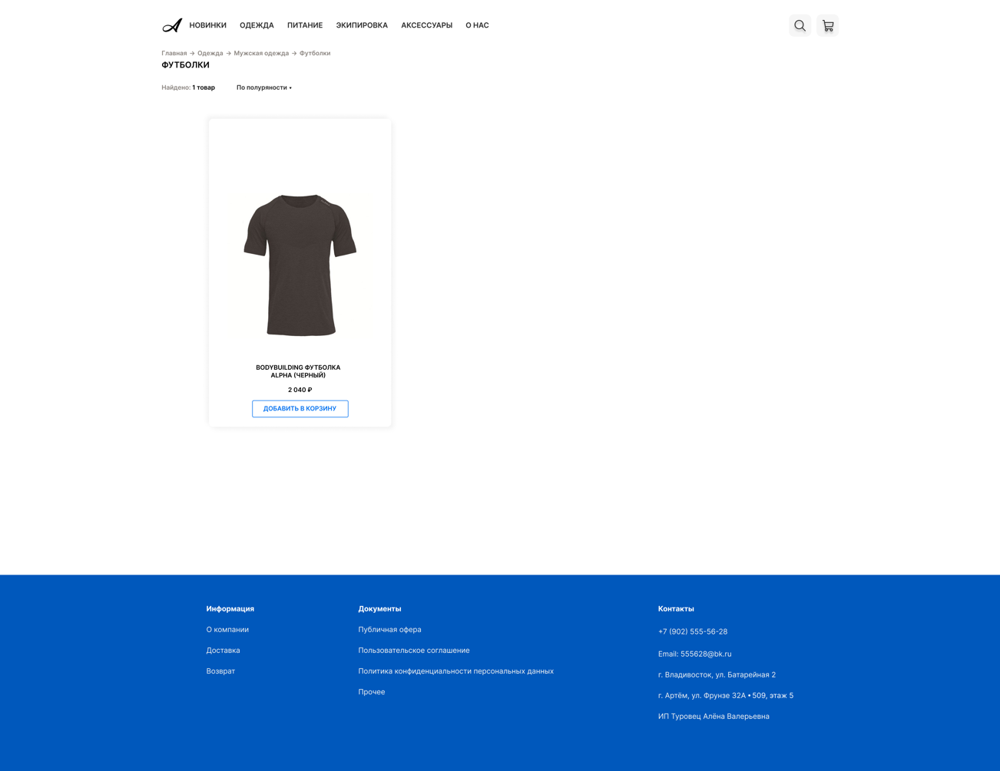 НОВИНКИ ОДЕЖДА ПИТАНИЕ ЭКИПИРОВКА АКСЕССУАРЫ О НАС
Главная → Одежда → Мужская одежда → Футболки
ФУТБОЛКИ
Найдено: 1 товар По полуряности
BODYBUILDING ФУТБОЛКА
ALPHA (ЧЕРНЫЙ)
2 040 ₽
ДОБАВИТЬ В КОРЗИНУ
Информация
О компании
Доставка
Возврат
Документы
Публичная офера
Пользовательское соглашение
Политика конфиденциальности персональных данных
Прочее
Контакты
+7 (902) 555-56-28
Email: 555628@bk.ru
г. Владивосток, ул. Батарейная 2
г. Артём, ул. Фрунзе 32А • 509, этаж 5
ИП Туровец Алёна Валерьевна